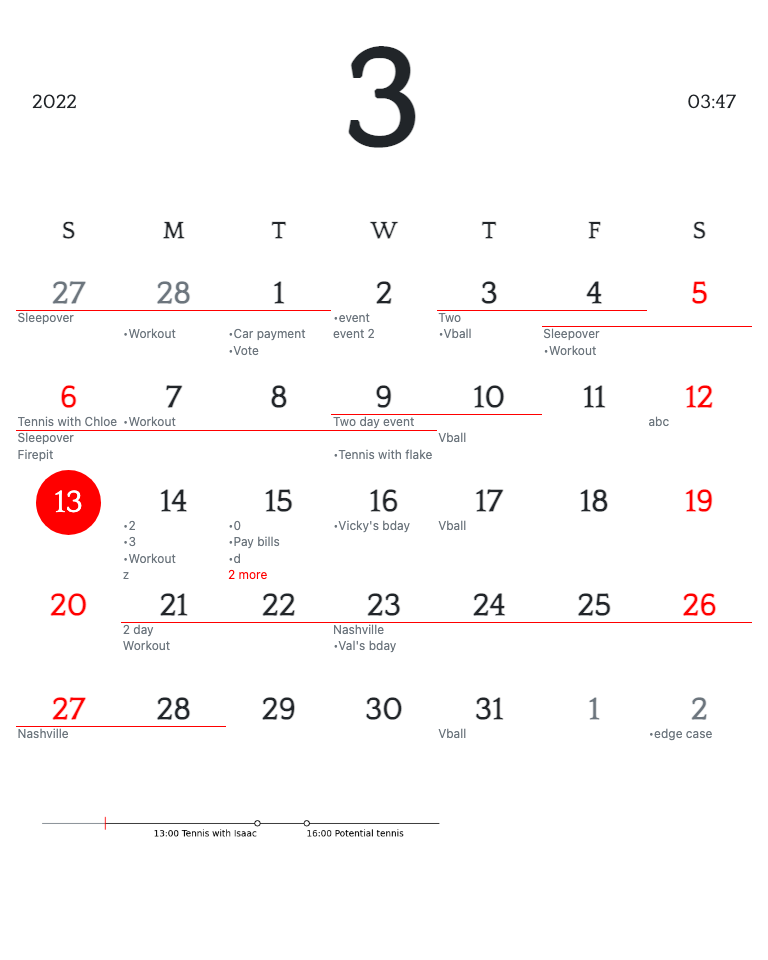 3
2022 03:47
S M T W T F S
27 28 1 2 3 4 5
Sleepover •event Two
•Workout •Car payment event 2 •Vball Sleepover
•Vote •Workout
6 7 8 9 10 11 12
Tennis with Chloe •Workout Two day event abc
Sleepover Vball
Firepit •Tennis with flake
13 14 15 16 17 18 19
•2 •0 •Vicky's bday Vball
•3 •Pay bills
•Workout •d
z 2 more
20 21 22 23 24 25 26
2 day Nashville
Workout •Val's bday
27 28 29 30 31 1 2
Nashville Vball •edge case
13:00 Tennis with Isaac 16:00 Potential tennis